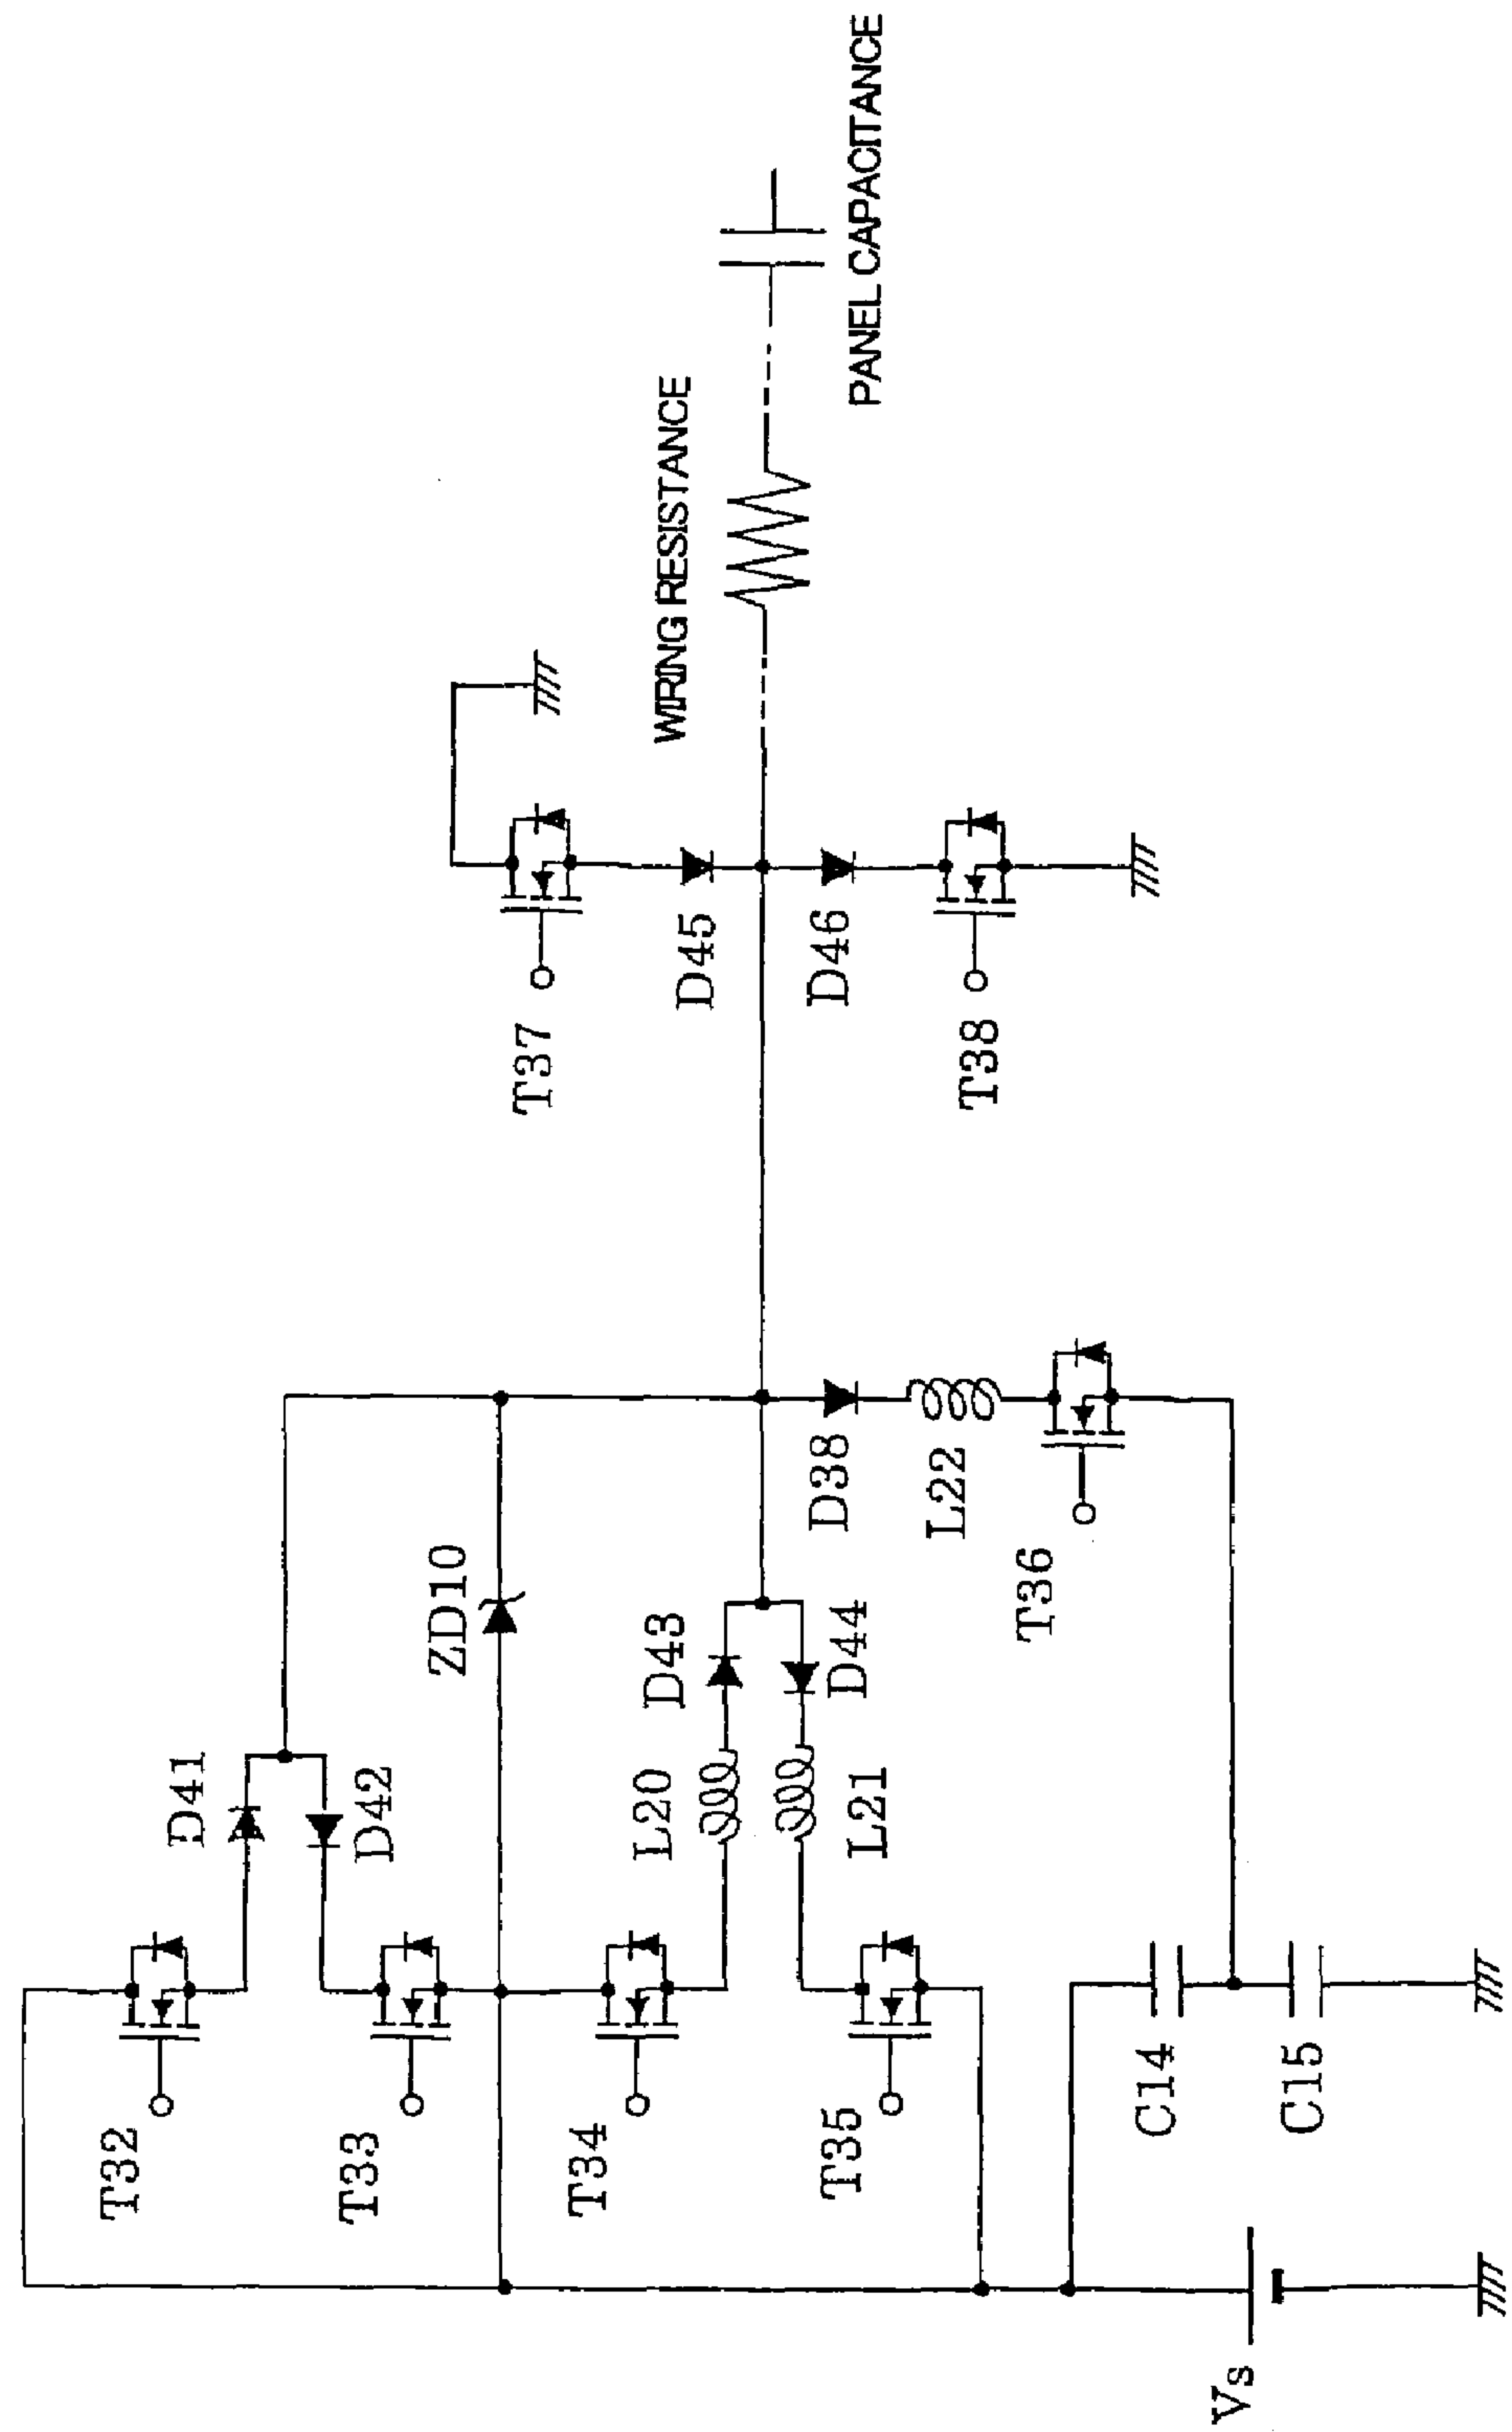 T32
D41
D42
T33
ZD10
T34
L20
D43
T35
L21
D44
D38
L22
T36
C14
C15
Vs
T37
D45
D46
T38
WIRING RESISTANCE
PANEL CAPACITANCE